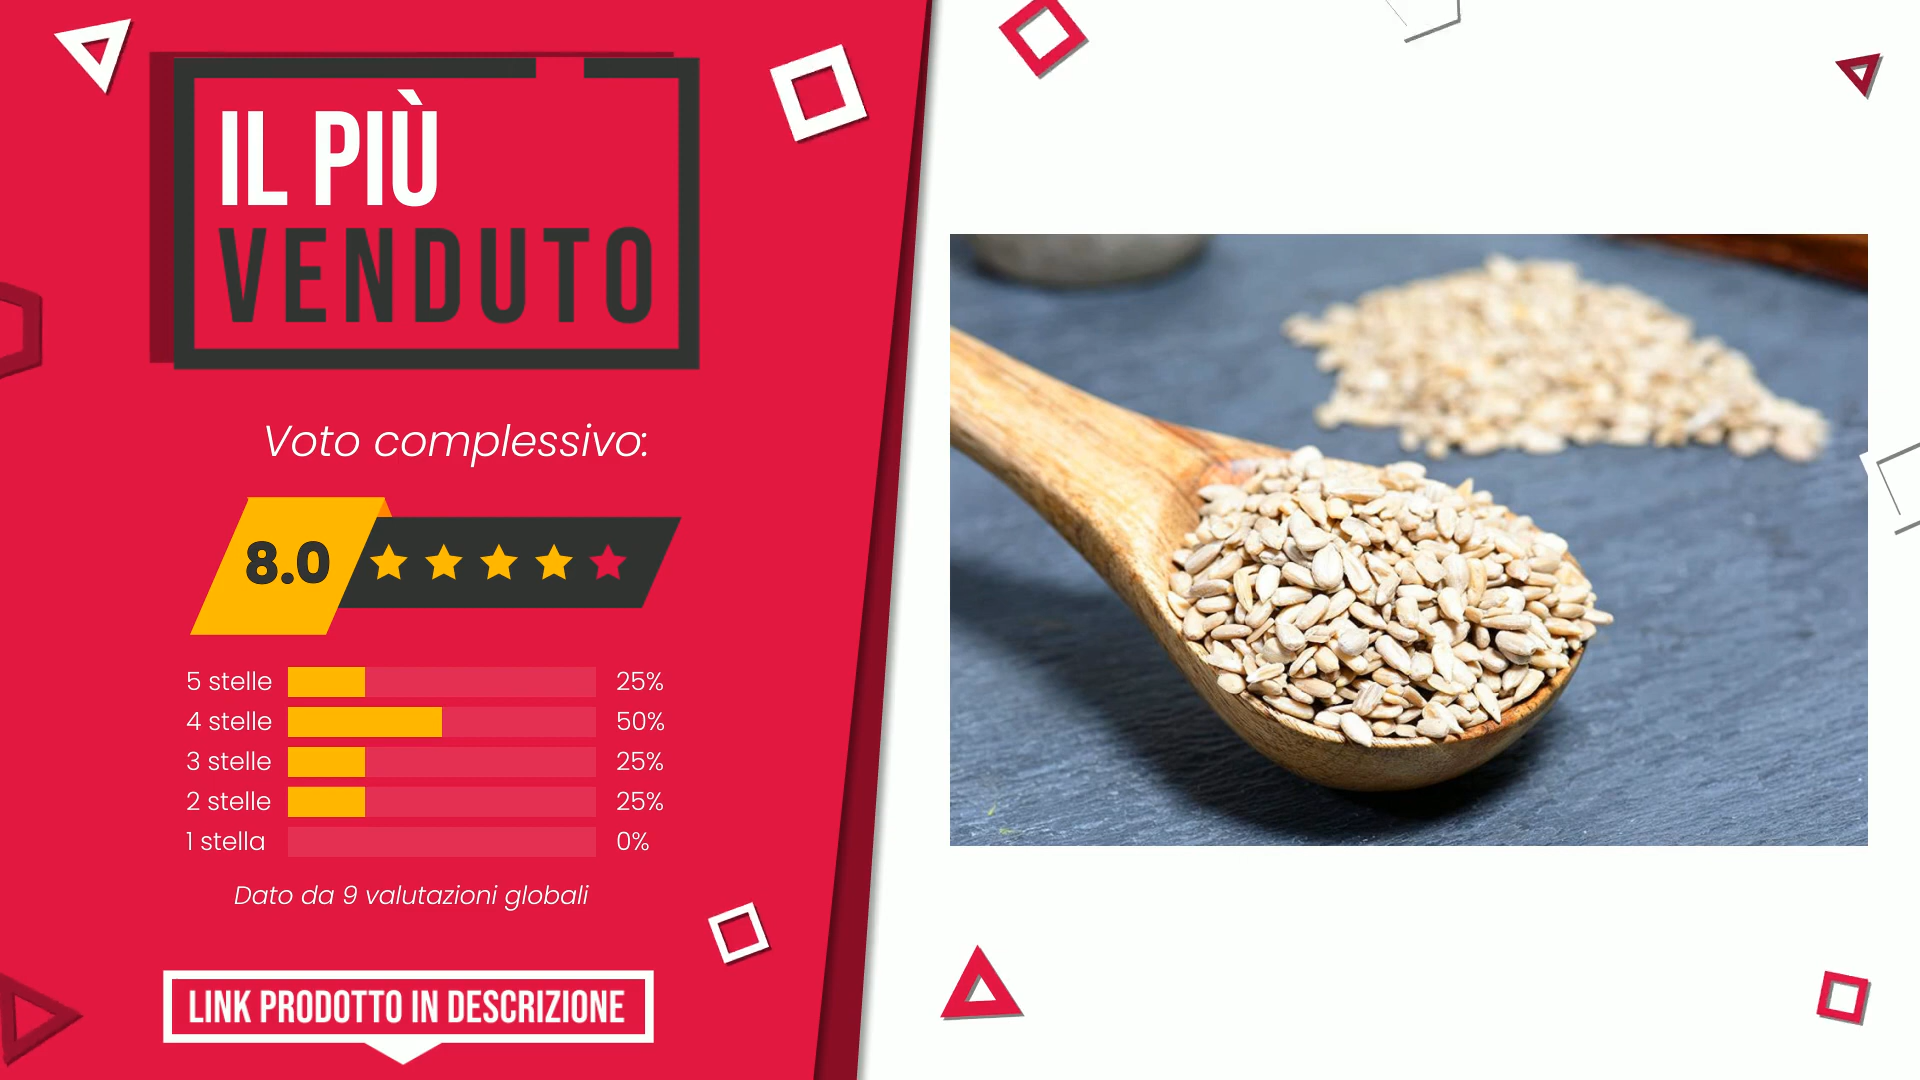 IL PIÙ
VENDUTO
Voto complessivo:
8.0
5 stelle 25%
4 stelle 50%
3 stelle 25%
2 stelle 25%
1 stella 0%
Dato da 9 valutazioni globali
LINK PRODOTTO IN DESCRIZIONE